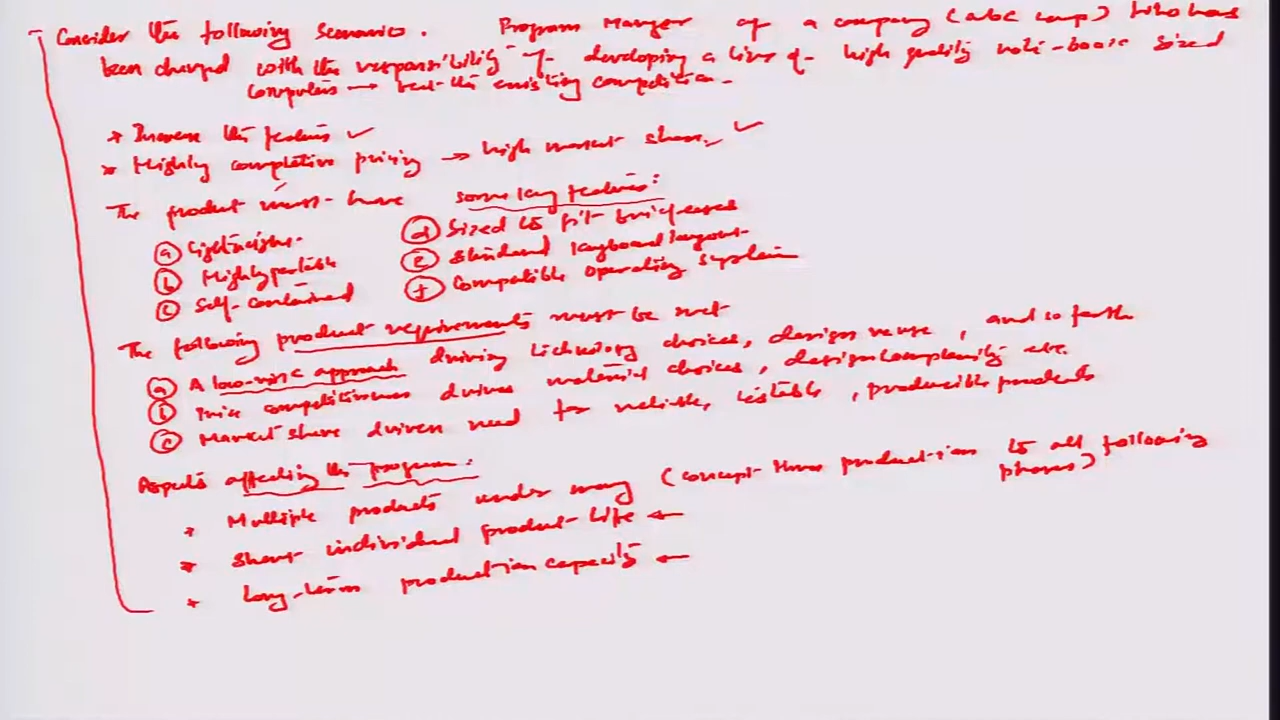 Consider the following scenarios. Program Manger of a company (abc comp) who has
been charged with the responsibility of developing a line of high quality note-book sized
Computers → beat the existing competition.
* Increase the features ✓
* Highly competitive pricing → high market share ✓
The product must have some key features:
(a) Lightweight (d) Sized to fit briefcase
(b) Highly portable (e) Standard keyboard layout
(c) Self-contained (f) Compatible operating system
The following product requirements must be met
(a) A low-risk approach driving technology choices, designs reuse, and so forth
(b) Price competitiveness drives material choices, design complexity etc.
(c) Market share driven need for reliable, testable, producible products
Aspects affecting the program:
* Multiple products under way (concept thru production to all following
phases)
* Short individual product life ←
* Long-term production capacity ←